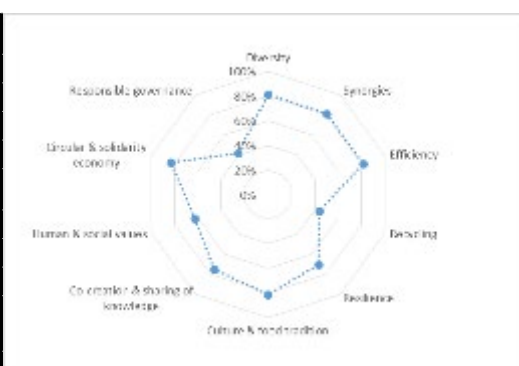 Diversity
100%
Responsible governance
Synergies
80%
60%
Circular & solidarity
economy
Efficiency
40%
20%
0%
Human & social values
Recycling
Co-creation & sharing of
knowledge
Resilience
Culture & food tradition